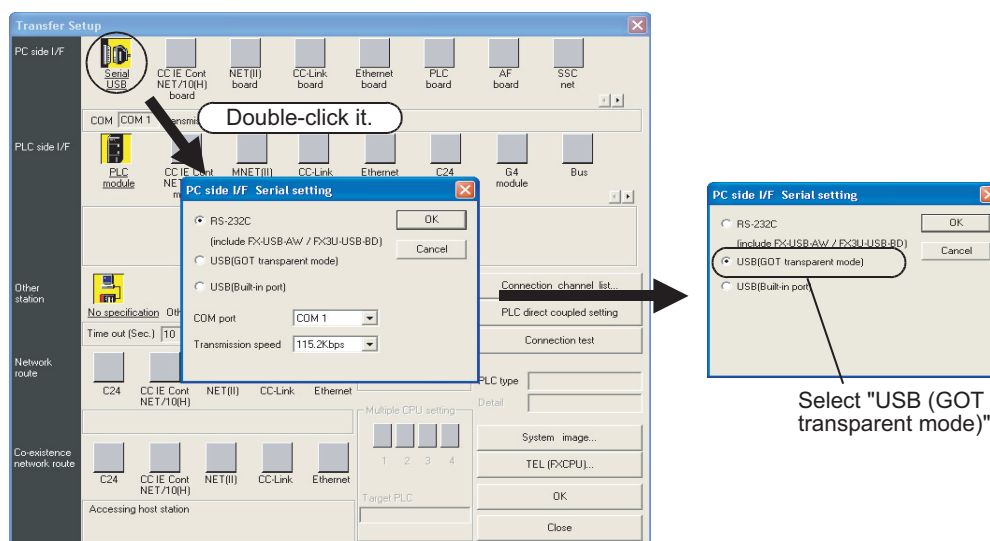 Transfer Setup
PC side I/F
Serial
USB
CC IE Cont
NET/10(H)
board
NET(II)
board
CC-Link
board
Ethernet
board
PLC
board
AF
board
SSC
net
COM COM 1
Double-click it.
PLC side I/F
PLC
module
CC IE Cont
MNET(II)
CC-Link
Ethernet
C24
G4
module
Bus
PC side I/F Serial setting
RS-232C
(include FX-USB-AW / FX3U-USB-BD)
USB(GOT transparent mode)
USB(Built-in port)
COM port
COM 1
Transmission speed
115.2Kbps
OK
Cancel
Other
station
No specification
Time out (Sec.) 10
Connection channel list...
PLC direct coupled setting
Connection test
PLC type
Detail
System image...
TEL (FXCPU)...
OK
Close
Network
route
C24
CC IE Cont
NET/10(H)
NET(II)
CC-Link
Ethernet
Multiple CPU setting
1 2 3 4
Target PLC
Co-existence
network route
C24
CC IE Cont
NET/10(H)
NET(II)
CC-Link
Ethernet
Accessing host station
PC side I/F Serial setting
RS-232C
(include FX-USB-AW / FX3U-USB-BD)
USB(GOT transparent mode)
USB(Built-in port)
OK
Cancel
Select "USB (GOT
transparent mode)"